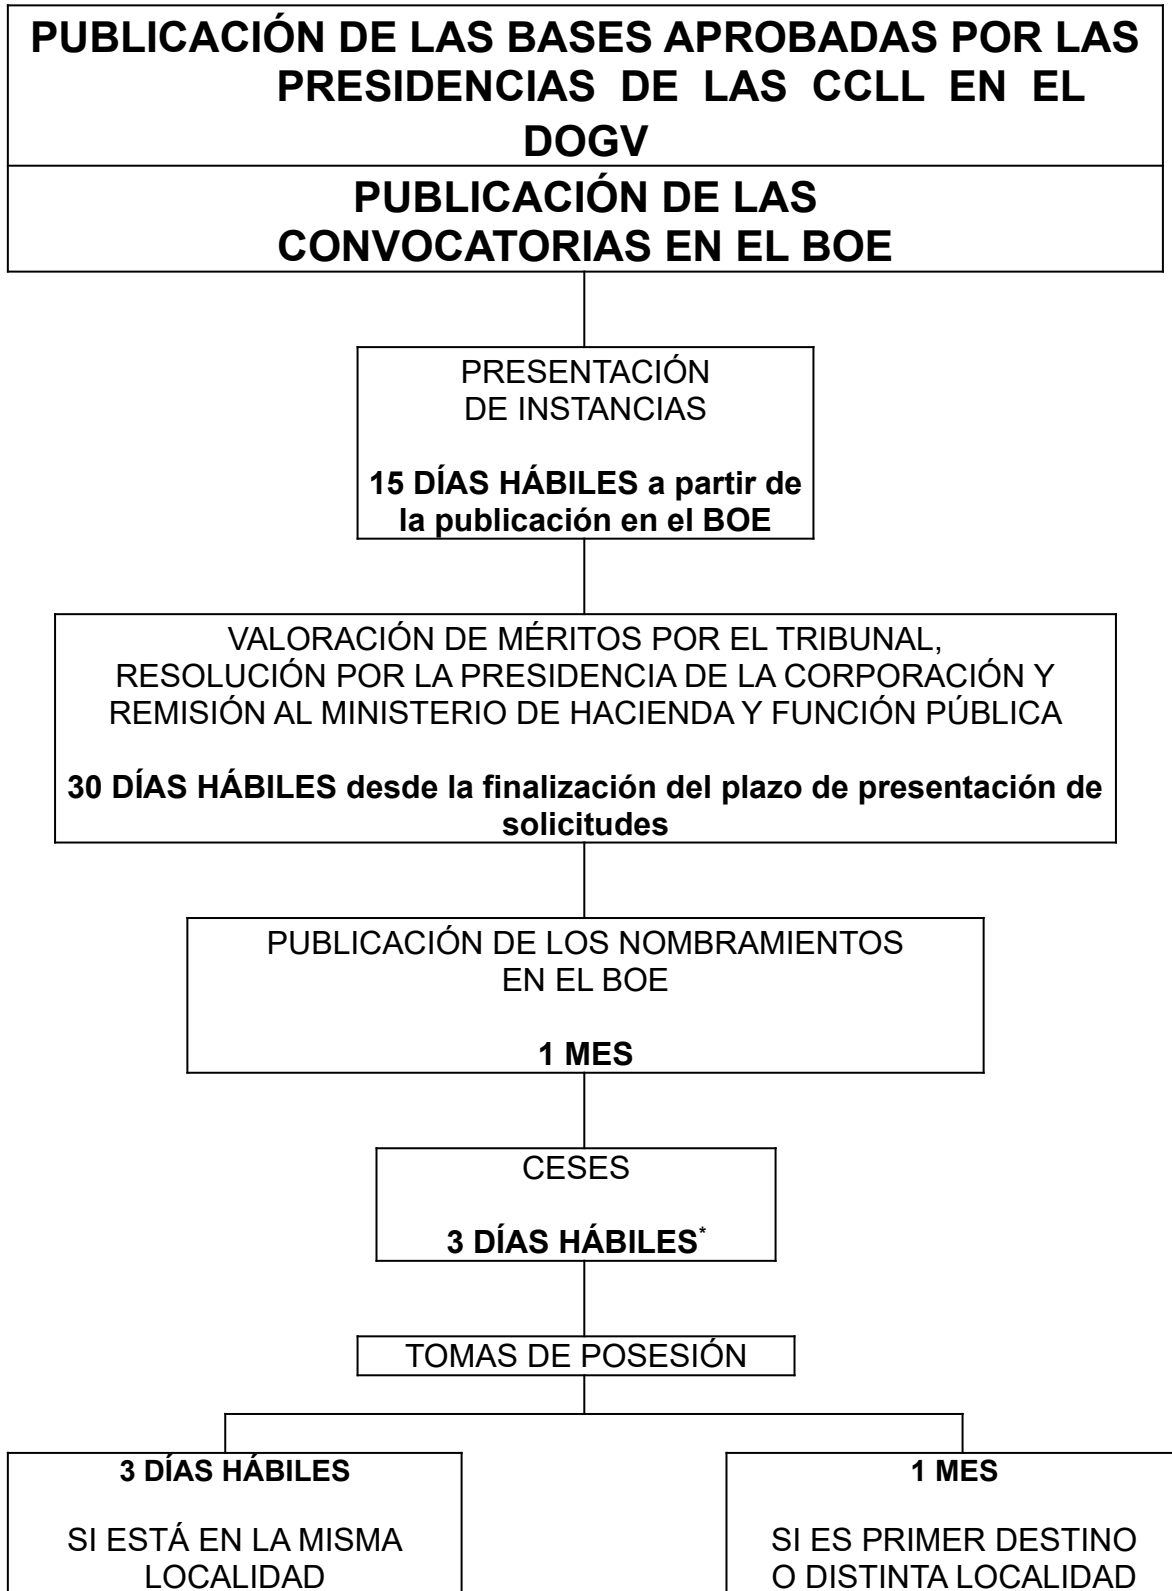 PUBLICACIÓN DE LAS BASES APROBADAS POR LAS
PRESIDENCIAS DE LAS CCLL EN EL
DOGV
PUBLICACIÓN DE LAS
CONVOCATORIAS EN EL BOE
PRESENTACIÓN
DE INSTANCIAS
15 DÍAS HÁBILES a partir de
la publicación en el BOE
VALORACIÓN DE MÉRITOS POR EL TRIBUNAL,
RESOLUCIÓN POR LA PRESIDENCIA DE LA CORPORACIÓN Y
REMISIÓN AL MINISTERIO DE HACIENDA Y FUNCIÓN PÚBLICA
30 DÍAS HÁBILES desde la finalización del plazo de presentación de
solicitudes
PUBLICACIÓN DE LOS NOMBRAMIENTOS
EN EL BOE
1 MES
CESES
3 DÍAS HÁBILES*
TOMAS DE POSESIÓN
3 DÍAS HÁBILES
SI ESTÁ EN LA MISMA
LOCALIDAD
1 MES
SI ES PRIMER DESTINO
O DISTINTA LOCALIDAD